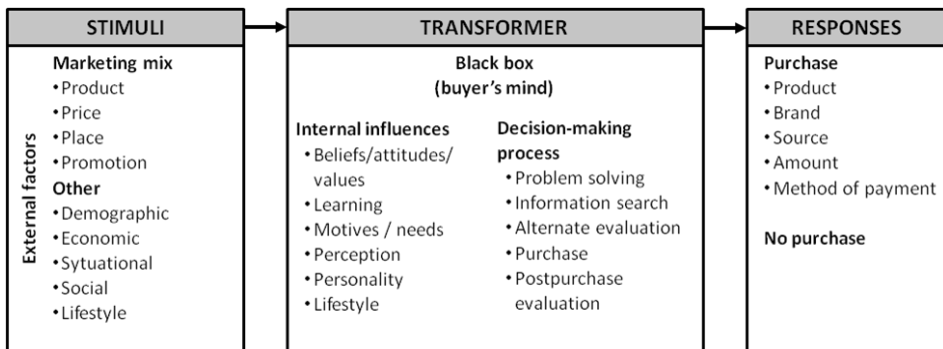 STIMULI
External factors
Marketing mix
• Product
• Price
• Place
• Promotion
Other
• Demographic
• Economic
• Sytuational
• Social
• Lifestyle
TRANSFORMER
Black box
(buyer's mind)
Internal influences
• Beliefs/attitudes/
values
• Learning
• Motives / needs
• Perception
• Personality
• Lifestyle
Decision-making
process
• Problem solving
• Information search
• Alternate evaluation
• Purchase
• Postpurchase
evaluation
RESPONSES
Purchase
• Product
• Brand
• Source
• Amount
• Method of payment
No purchase